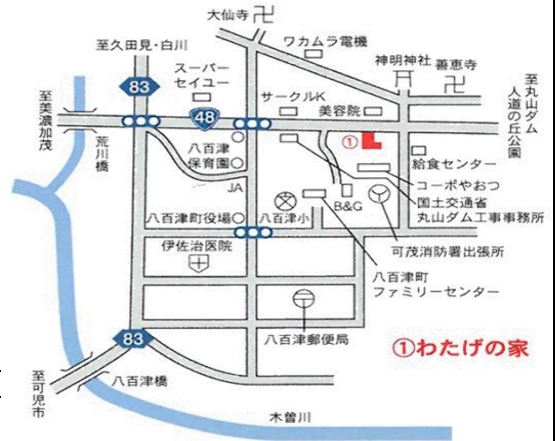 大仙寺
ワカムラ電機
至久田見・白川
神明神社
善恵寺
スーパー
セイユー
83
サークルK
美容院
至丸山ダム
人道の丘公園
至美濃加茂
48
①
荒川橋
八百津
保育園
給食センター
JA
コーポやおつ
B&G
国土交通省
丸山ダム工事事務所
八百津町役場
八百津小
可茂消防署出張所
伊佐治医院
八百津町
ファミリーセンター
83
八百津郵便局
①わたげの家
至可児市
八百津橋
木曽川